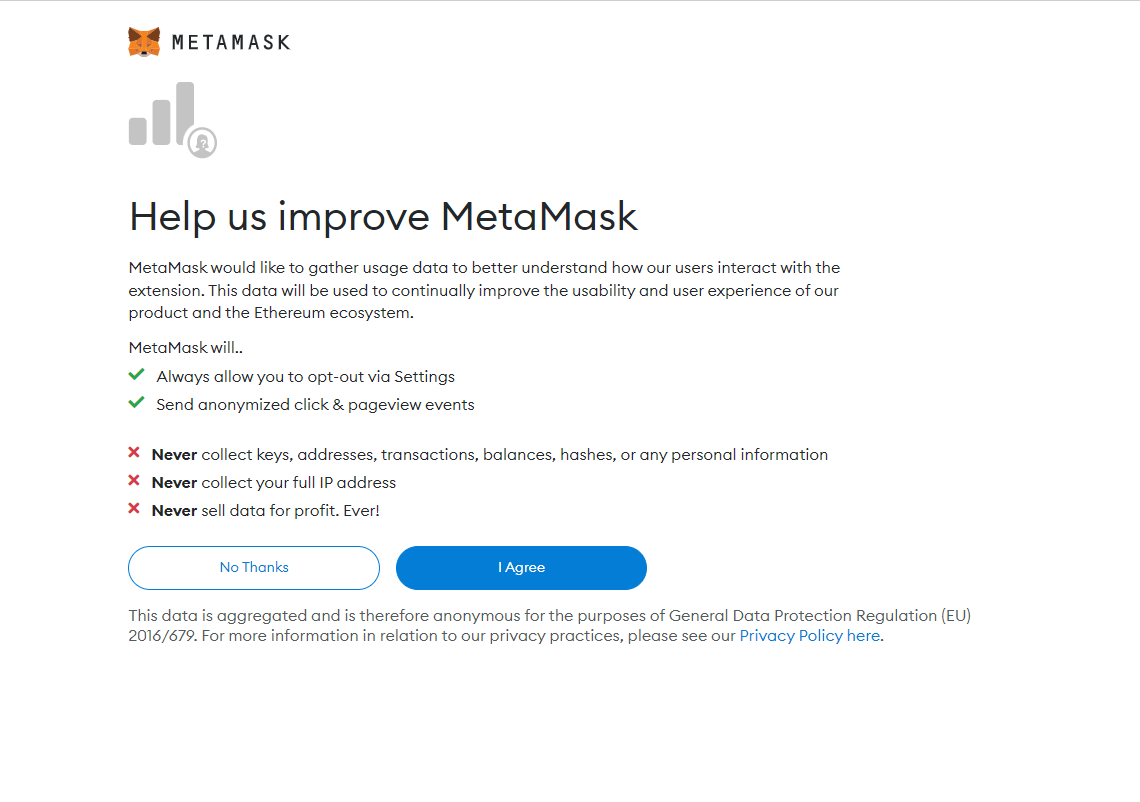 METAMASK
Help us improve MetaMask
MetaMask would like to gather usage data to better understand how our users interact with the
extension. This data will be used to continually improve the usability and user experience of our
product and the Ethereum ecosystem.
MetaMask will..
Always allow you to opt-out via Settings
Send anonymized click & pageview events
Never collect keys, addresses, transactions, balances, hashes, or any personal information
Never collect your full IP address
Never sell data for profit. Ever!
No Thanks
I Agree
This data is aggregated and is therefore anonymous for the purposes of General Data Protection Regulation (EU)
2016/679. For more information in relation to our privacy practices, please see our Privacy Policy here.